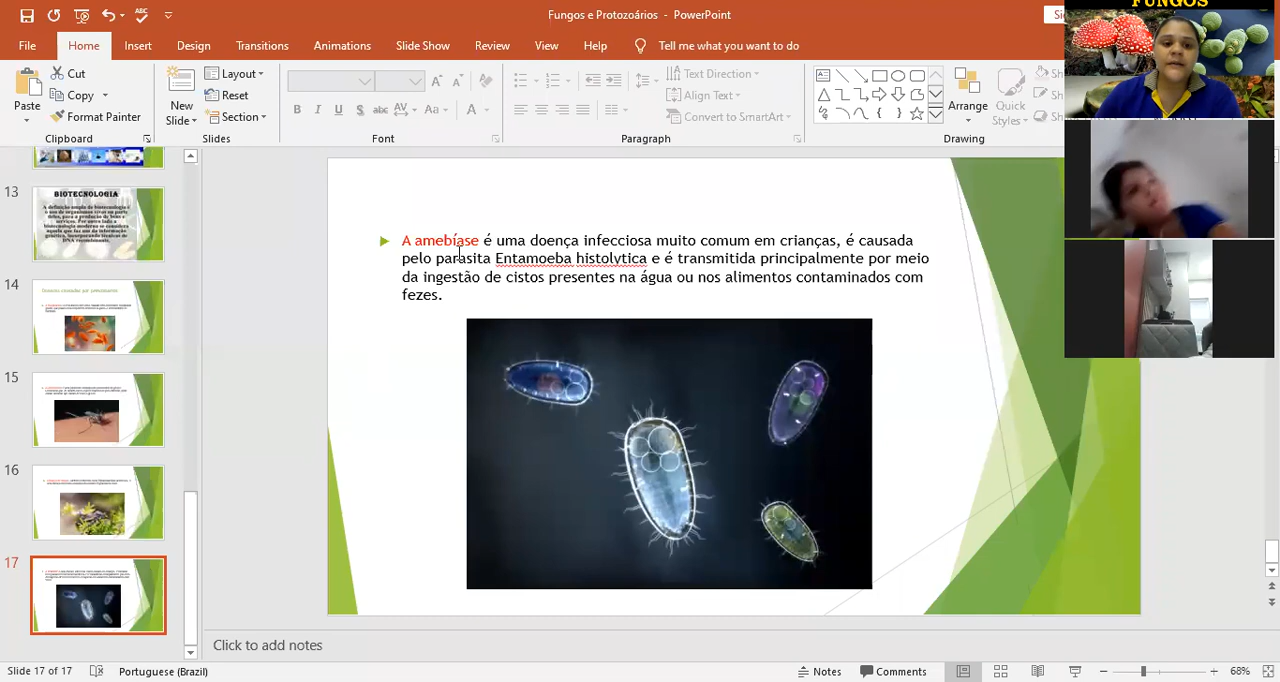 Fungos e Protozoários - PowerPoint
FUNGOS
File Home Insert Design Transitions Animations Slide Show Review View Help Tell me what you want to do
Paste
Cut
Copy
Format Painter
Clipboard
New Slide
Layout
Reset
Section
Slides
Font
Text Direction
Align Text
Convert to SmartArt
Paragraph
Arrange
Quick Styles
Drawing
13
BIOTECNOLOGIA
14
15
16
17
A amebíase é uma doença infecciosa muito comum em crianças, é causada
pelo parasita Entamoeba histolytica e é transmitida principalmente por meio
da ingestão de cistos presentes na água ou nos alimentos contaminados com
fezes.
Click to add notes
Slide 17 of 17 Portuguese (Brazil) Notes Comments 68%